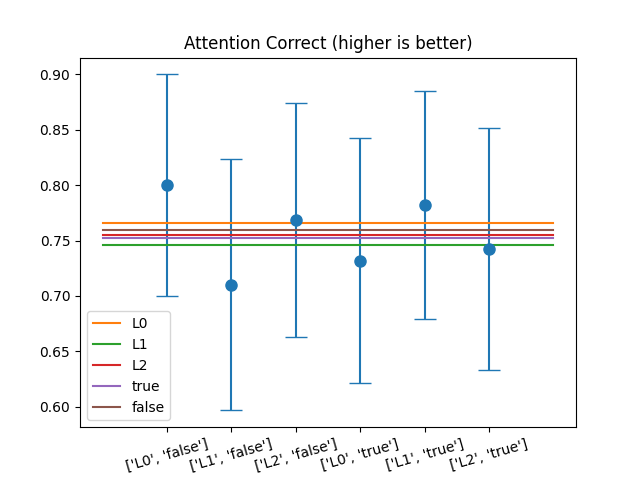 Attention Correct (higher is better)
0.90
0.85
0.80
0.75
0.70
0.65
0.60
L0
L1
L2
true
false
['L0', 'false']
['L1', 'false']
['L2', 'false']
['L0', 'true']
['L1', 'true']
['L2', 'true']